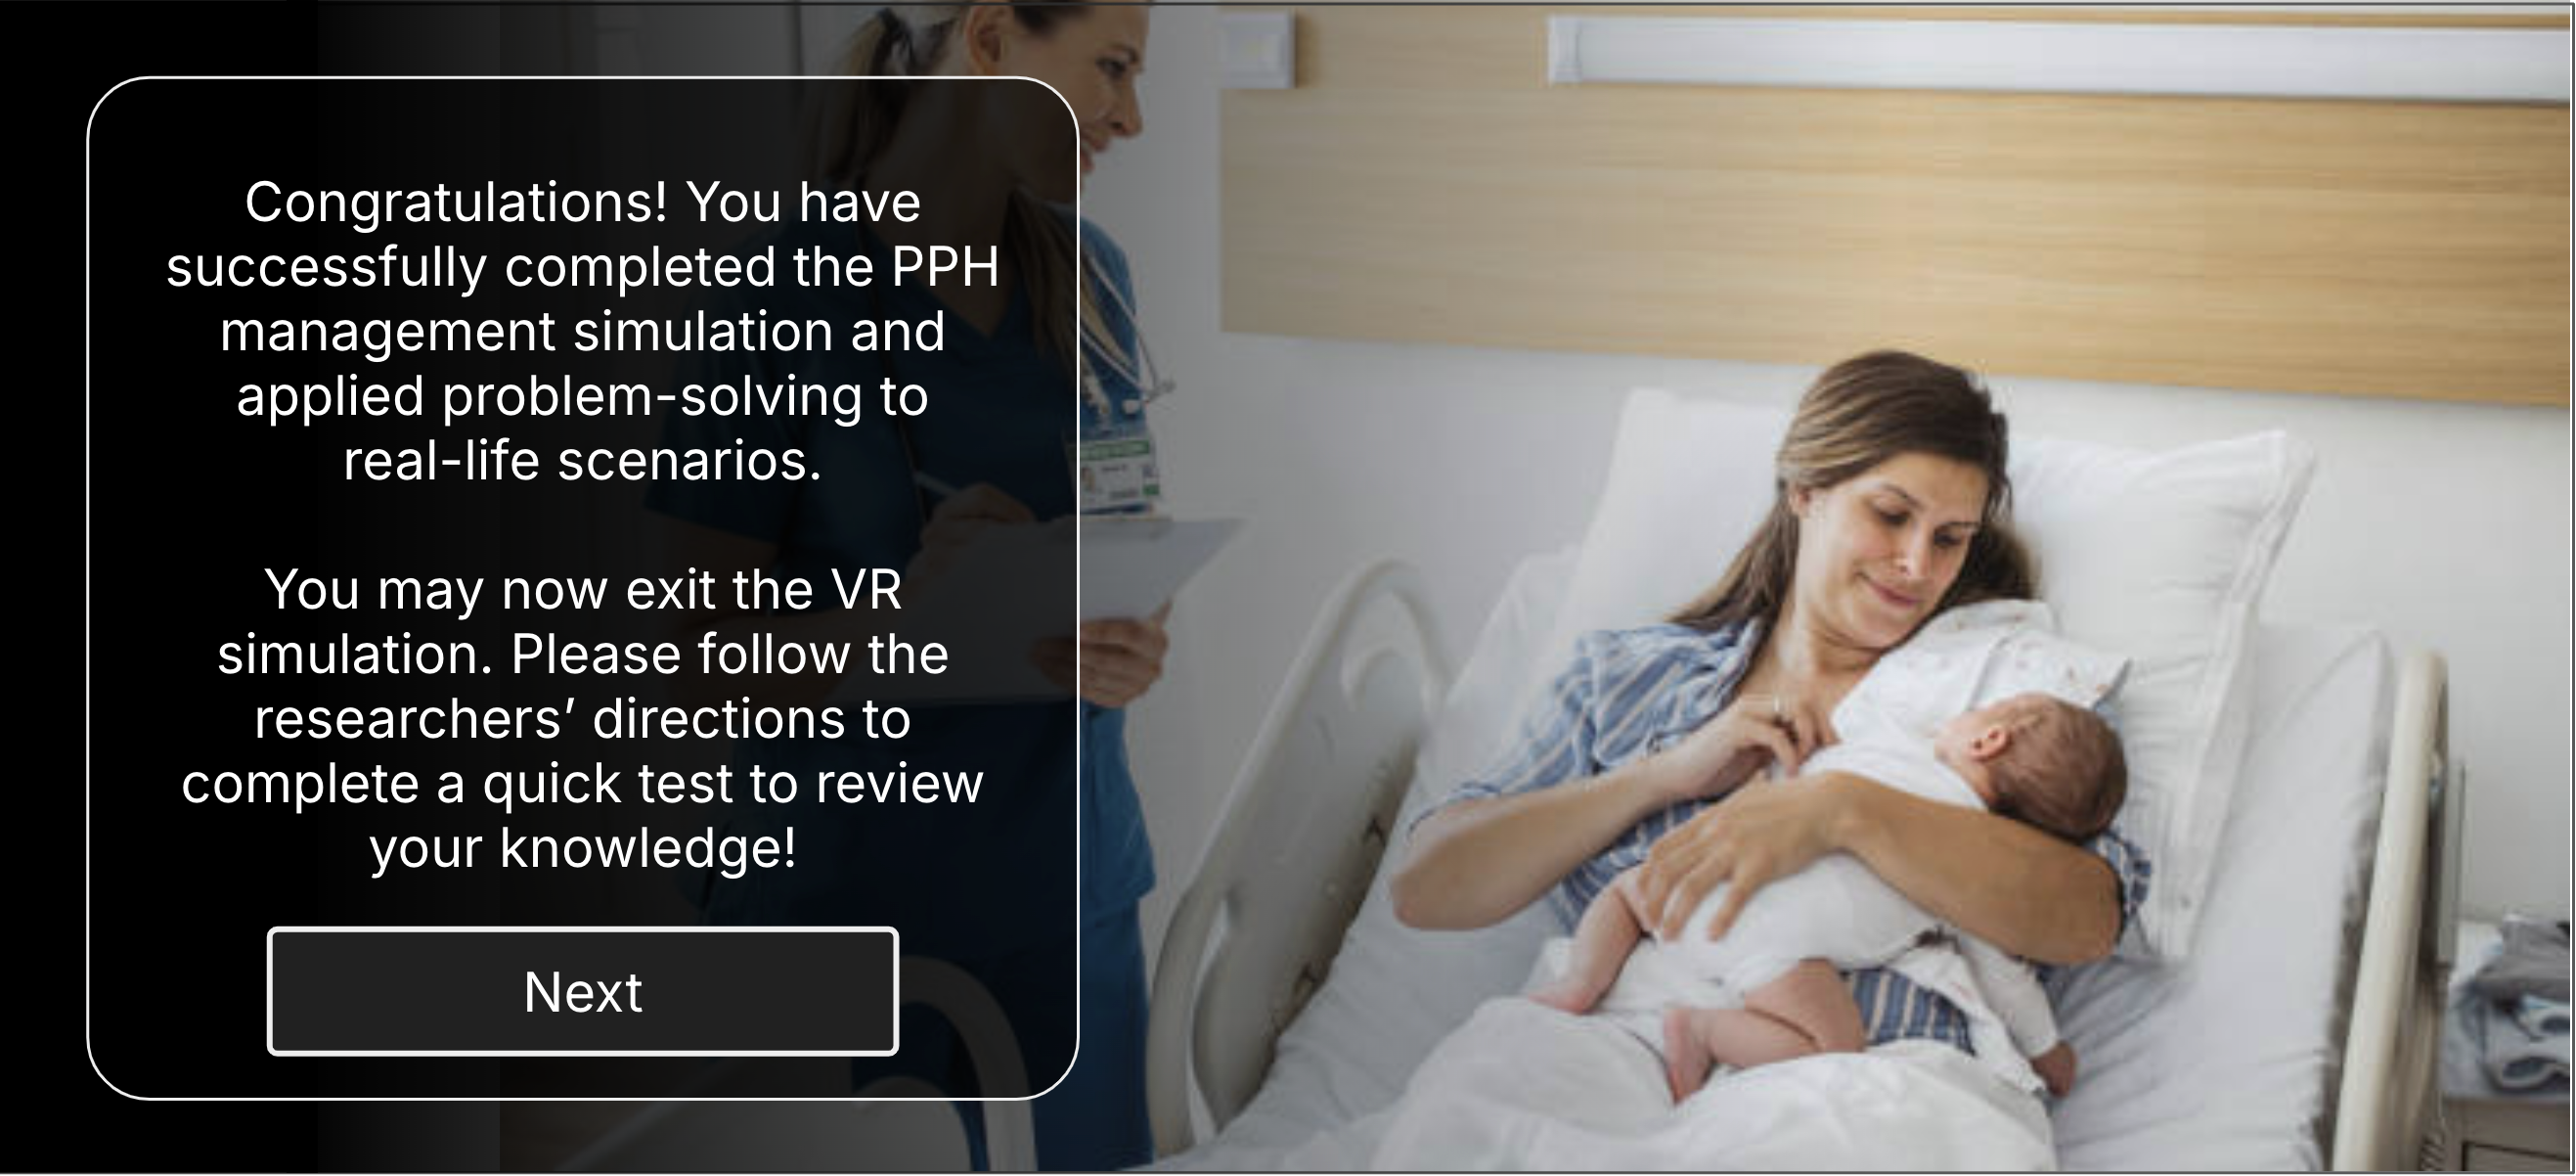 Congratulations! You have
successfully completed the PPH
management simulation and
applied problem-solving to
real-life scenarios.
You may now exit the VR
simulation. Please follow the
researchers’ directions to
complete a quick test to review
your knowledge!
Next